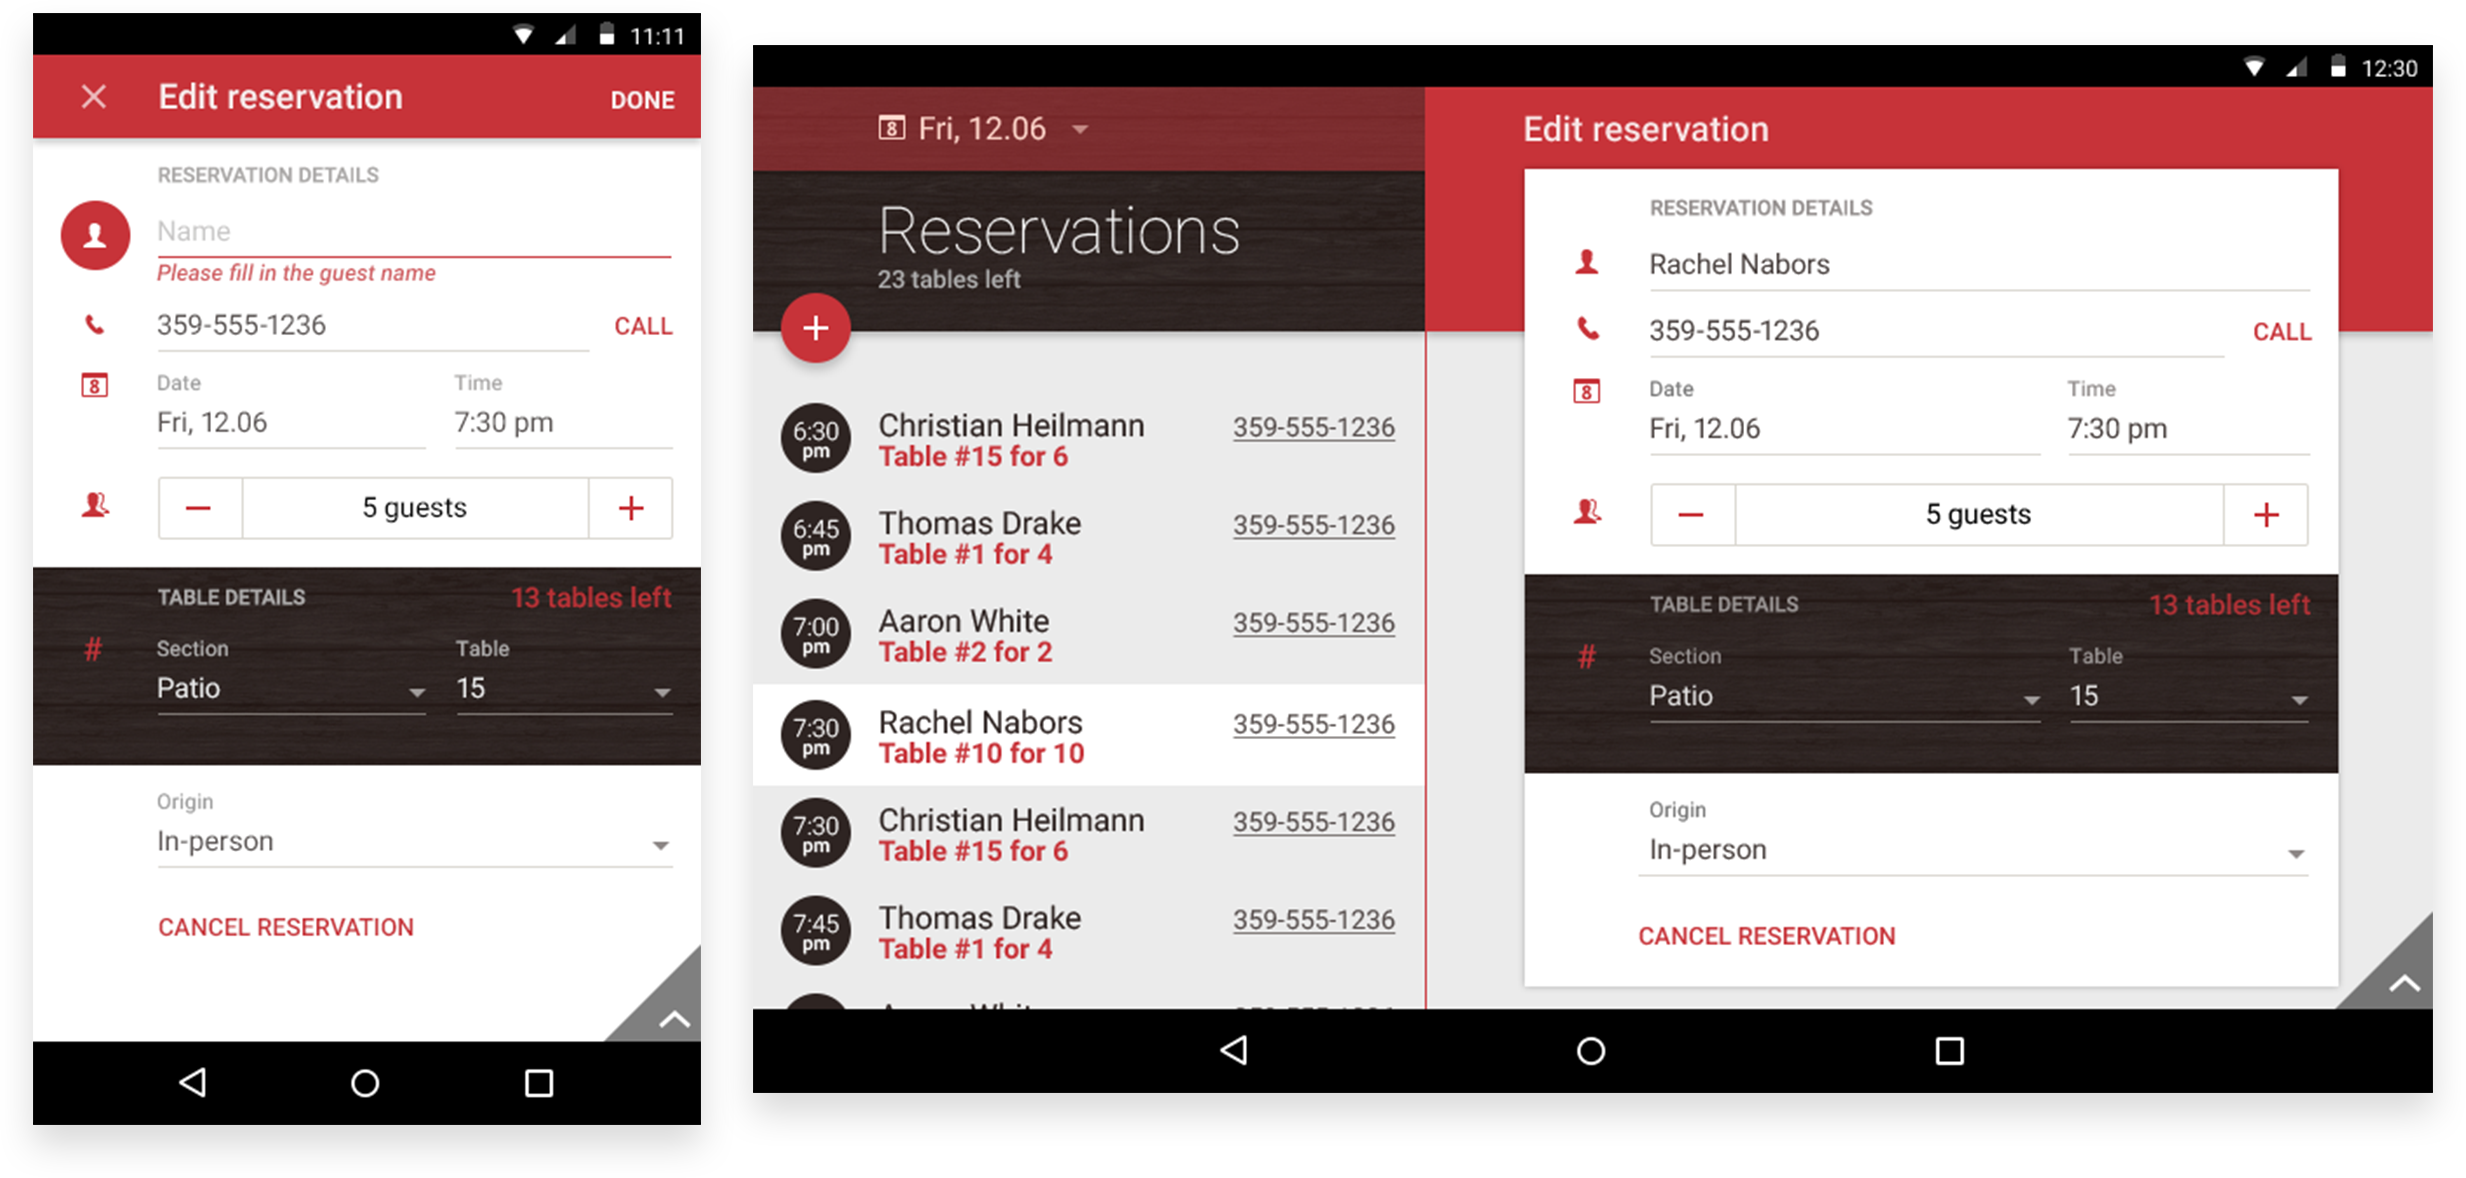 11:11
Edit reservation DONE
RESERVATION DETAILS
Name
Please fill in the guest name
359-555-1236 CALL
Date Time
Fri, 12.06 7:30 pm
5 guests
TABLE DETAILS 13 tables left
# Section Table
Patio 15
Origin
In-person
CANCEL RESERVATION
12:30
8 Fri, 12.06
Reservations
23 tables left
+
6:30 pm Christian Heilmann 359-555-1236
Table #15 for 6
6:45 pm Thomas Drake 359-555-1236
Table #1 for 4
7:00 pm Aaron White 359-555-1236
Table #2 for 2
7:30 pm Rachel Nabors 359-555-1236
Table #10 for 10
7:30 pm Christian Heilmann 359-555-1236
Table #15 for 6
7:45 pm Thomas Drake 359-555-1236
Table #1 for 4
Edit reservation
RESERVATION DETAILS
Rachel Nabors
359-555-1236 CALL
Date Time
8 Fri, 12.06 7:30 pm
5 guests
TABLE DETAILS 13 tables left
# Section Table
Patio 15
Origin
In-person
CANCEL RESERVATION